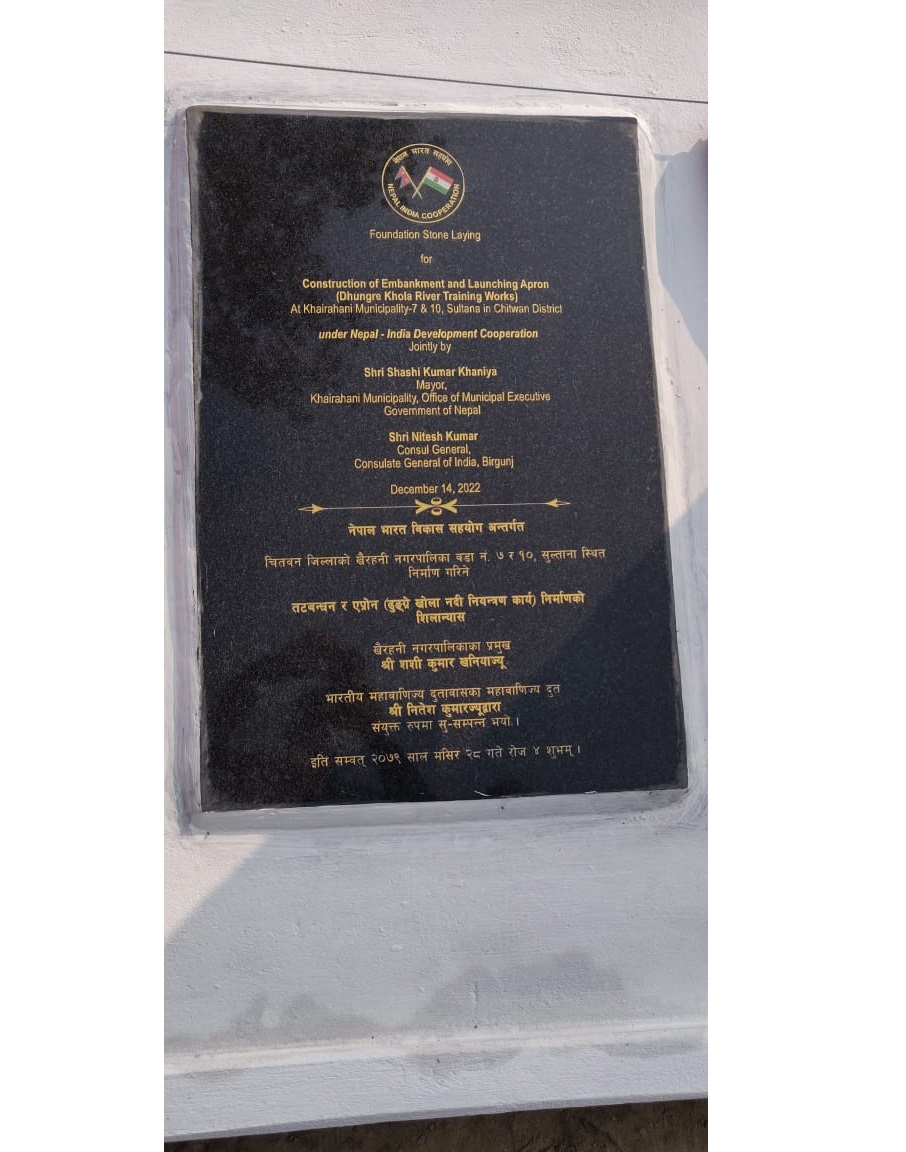 नेपाल भारत सहयोग
NEPAL INDIA COOPERATION
Foundation Stone Laying
for
Construction of Embankment and Launching Apron
(Dhungre Khola River Training Works)
At Khairahani Municipality-7 & 10, Sultana in Chitwan District
under Nepal - India Development Cooperation
Jointly by
Shri Shashi Kumar Khaniya
Mayor,
Khairahani Municipality, Office of Municipal Executive
Government of Nepal
Shri Nitesh Kumar
Consul General,
Consulate General of India, Birgunj
December 14, 2022
नेपाल भारत विकास सहयोग अन्तर्गत
चितवन जिल्लाको खैरहनी नगरपालिका वडा नं. ७ र १०, सुल्ताना स्थित
निर्माण गरिने
तटबन्धन र एप्रोन (ढुङ्ग्रे खोला नदी नियन्त्रण कार्य) निर्माणको
शिलान्यास
खैरहनी नगरपालिकाका प्रमुख
श्री शशी कुमार खनियाज्यू
भारतीय महावाणिज्य दुतावासका महावाणिज्य दुत
श्री नितेश कुमारज्यूद्वारा
संयुक्त रुपमा सु-सम्पन्न भयो।
इति सम्वत् २०७९ साल मंसिर २८ गते रोज ४ शुभम्।